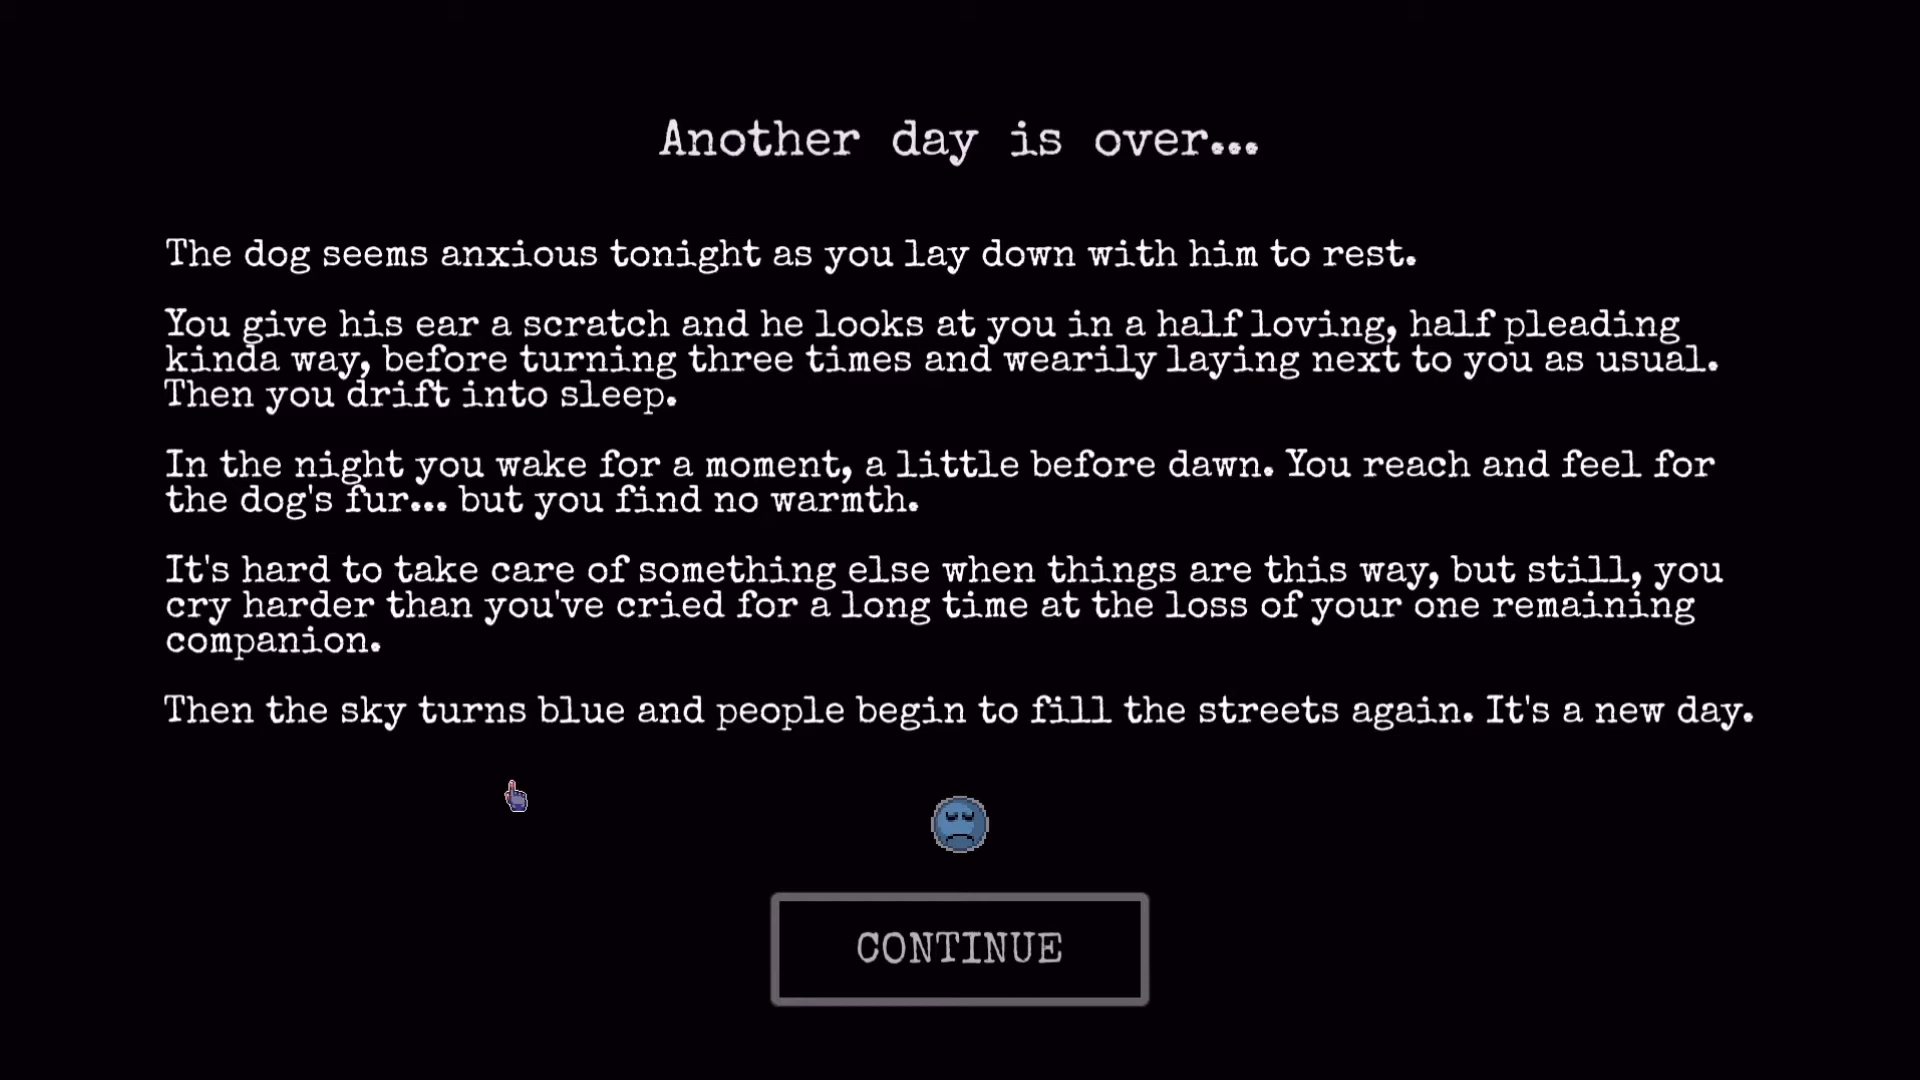 Another day is over...
The dog seems anxious tonight as you lay down with him to rest.
You give his ear a scratch and he looks at you in a half loving, half pleading
kinda way, before turning three times and wearily laying next to you as usual.
Then you drift into sleep.
In the night you wake for a moment, a little before dawn. You reach and feel for
the dog's fur... but you find no warmth.
It's hard to take care of something else when things are this way, but still, you
cry harder than you've cried for a long time at the loss of your one remaining
companion.
Then the sky turns blue and people begin to fill the streets again. It's a new day.
CONTINUE